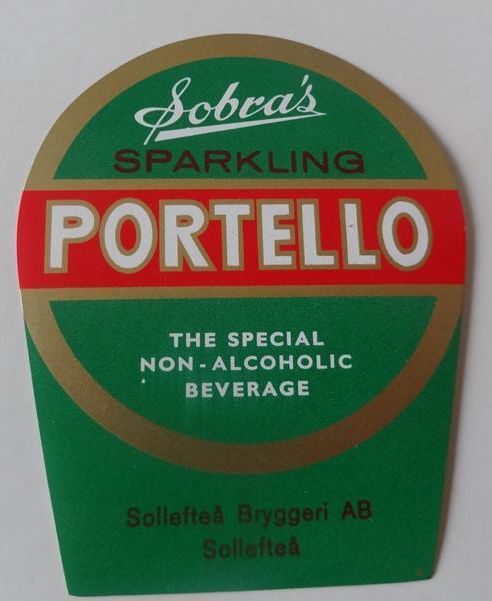 Sobra's
SPARKLING
PORTELLO
THE SPECIAL
NON-ALCOHOLIC
BEVERAGE
Sollefteå Bryggeri AB
Sollefteå